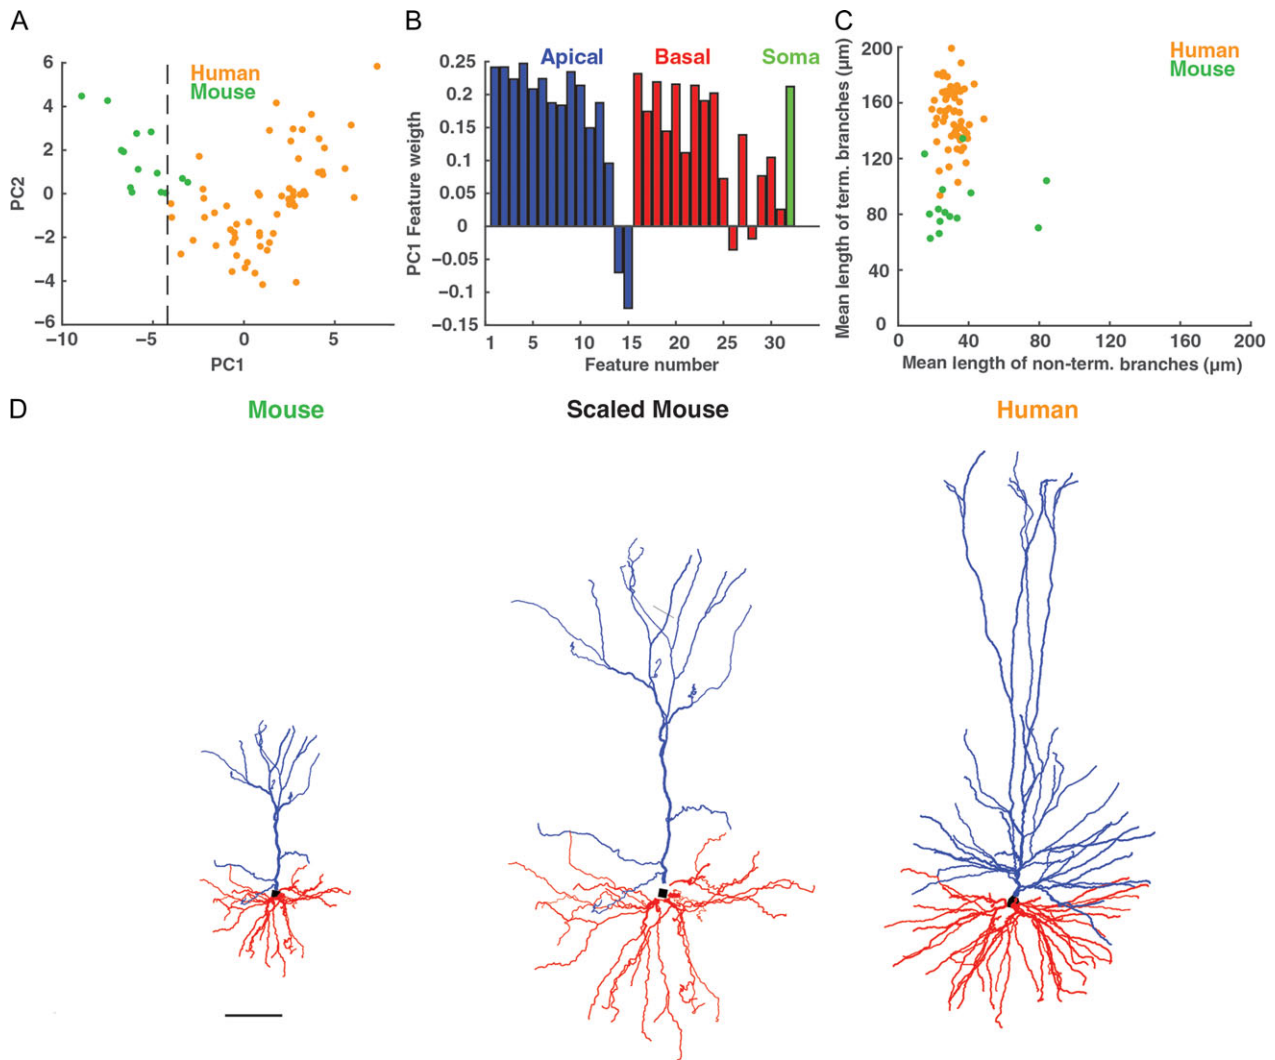 A
B
C
Human
Mouse
PC2
6
4
2
0
−2
−4
−6
−10
−5
0
5
PC1
Apical
Basal
Soma
PC1 Feature weigth
0.25
0.2
0.15
0.1
0.05
0
−0.05
−0.1
−0.15
1
5
10
15
20
25
30
Feature number
Human
Mouse
Mean length of term. branches (µm)
200
160
120
80
40
0
0
40
80
120
160
200
Mean length of non-term. branches (µm)
D
Mouse
Scaled Mouse
Human